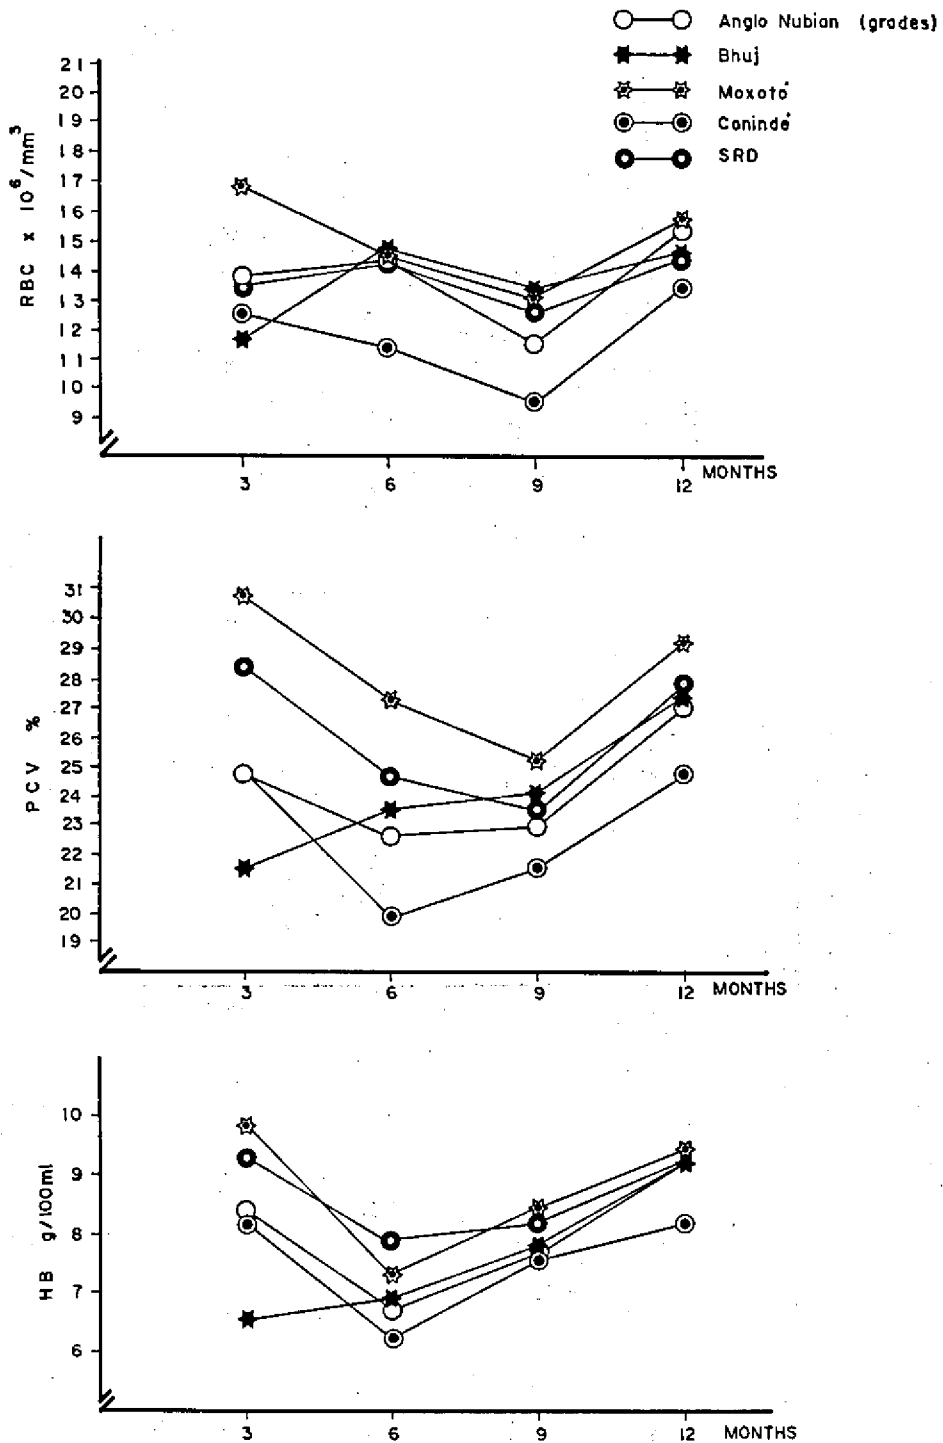 Anglo Nubian (grades)
Bhuj
Moxotó
Canindé
SRD
RBC x 10⁶/mm³
21
20
19
18
17
16
15
14
13
12
11
10
9
3 6 9 12 MONTHS
PCV %
31
30
29
28
27
26
25
24
23
22
21
20
19
3 6 9 12 MONTHS
HB g/100ml
10
9
8
7
6
3 6 9 12 MONTHS